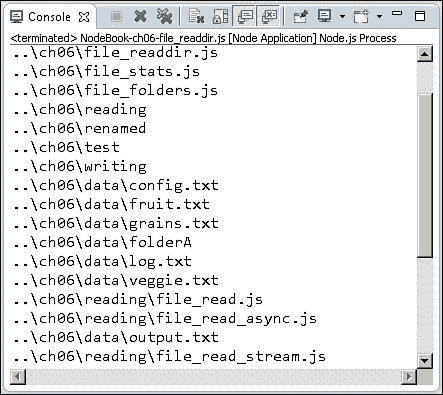 Console
<terminated> NodeBook-ch06-file_readdir.js [Node Application] Node.js Process
..\ch06\file_readdir.js
..\ch06\file_stats.js
..\ch06\file_folders.js
..\ch06\reading
..\ch06\renamed
..\ch06\test
..\ch06\writing
..\ch06\data\config.txt
..\ch06\data\fruit.txt
..\ch06\data\grains.txt
..\ch06\data\folderA
..\ch06\data\log.txt
..\ch06\data\veggie.txt
..\ch06\reading\file_read.js
..\ch06\reading\file_read_async.js
..\ch06\data\output.txt
..\ch06\reading\file_read_stream.js